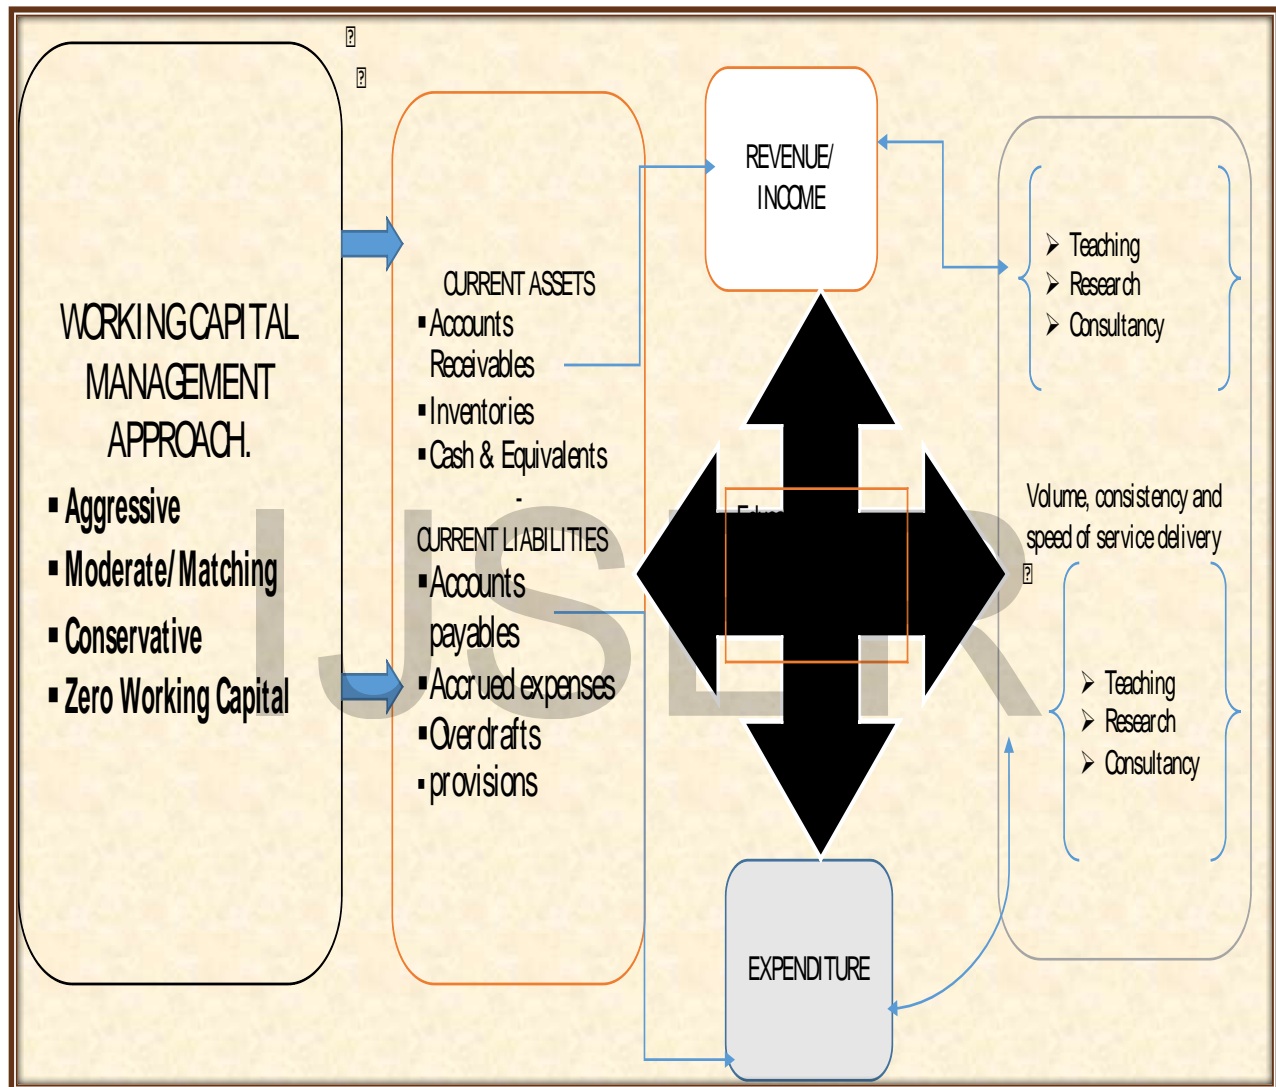 WORKING CAPITAL
MANAGEMENT
APPROACH.
▪ Aggressive
▪ Moderate/Matching
▪ Conservative
▪ Zero Working Capital
CURRENT ASSETS
▪ Accounts
Receivables
▪ Inventories
▪ Cash & Equivalents
-
CURRENT LIABILITIES
▪ Accounts
payables
▪ Accrued expenses
▪ Overdrafts
▪ provisions
REVENUE/
INCOME
EXPENDITURE
➢ Teaching
➢ Research
➢ Consultancy
Volume, consistency and
speed of service delivery
➢ Teaching
➢ Research
➢ Consultancy
IJSER